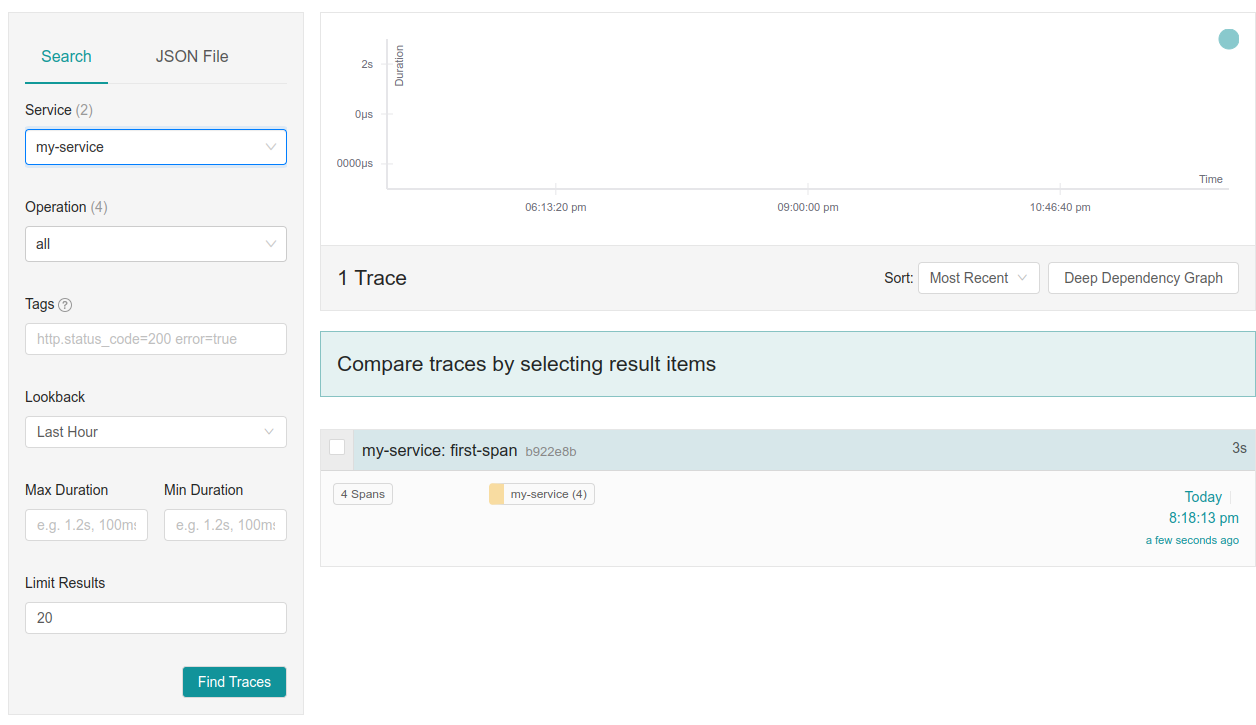 Search JSON File
Service (2)
my-service
Operation (4)
all
Tags ?
http.status_code=200 error=true
Lookback
Last Hour
Max Duration Min Duration
e.g. 1.2s, 100ms e.g. 1.2s, 100ms
Limit Results
20
Find Traces
Duration
2s
0μs
0000μs
Time
06:13:20 pm 09:00:00 pm 10:46:40 pm
1 Trace Sort: Most Recent Deep Dependency Graph
Compare traces by selecting result items
my-service: first-span b922e8b 3s
4 Spans my-service (4) Today
8:18:13 pm
a few seconds ago